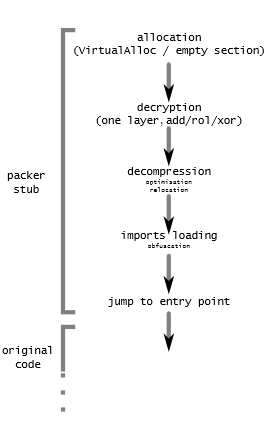 allocation
(VirtualAlloc / empty section)
decryption
(one layer,add/rol/xor)
decompression
optimisation
relocation
imports loading
obfuscation
jump to entry point
packer
stub
original
code